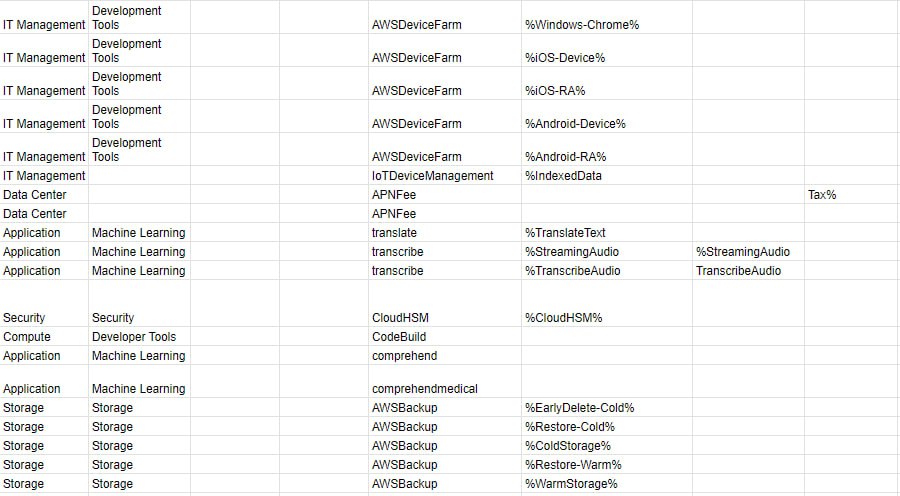 Development
IT Management Tools AWSDeviceFarm %Windows-Chrome%
Development
IT Management Tools AWSDeviceFarm %iOS-Device%
Development
IT Management Tools AWSDeviceFarm %iOS-RA%
Development
IT Management Tools AWSDeviceFarm %Android-Device%
Development
IT Management Tools AWSDeviceFarm %Android-RA%
IT Management IoTDeviceManagement %IndexedData
Data Center APNFee Tax%
Data Center APNFee
Application Machine Learning translate %TranslateText
Application Machine Learning transcribe %StreamingAudio %StreamingAudio
Application Machine Learning transcribe %TranscribeAudio TranscribeAudio
Security Security CloudHSM %CloudHSM%
Compute Developer Tools CodeBuild
Application Machine Learning comprehend
Application Machine Learning comprehendmedical
Storage Storage AWSBackup %EarlyDelete-Cold%
Storage Storage AWSBackup %Restore-Cold%
Storage Storage AWSBackup %ColdStorage%
Storage Storage AWSBackup %Restore-Warm%
Storage Storage AWSBackup %WarmStorage%